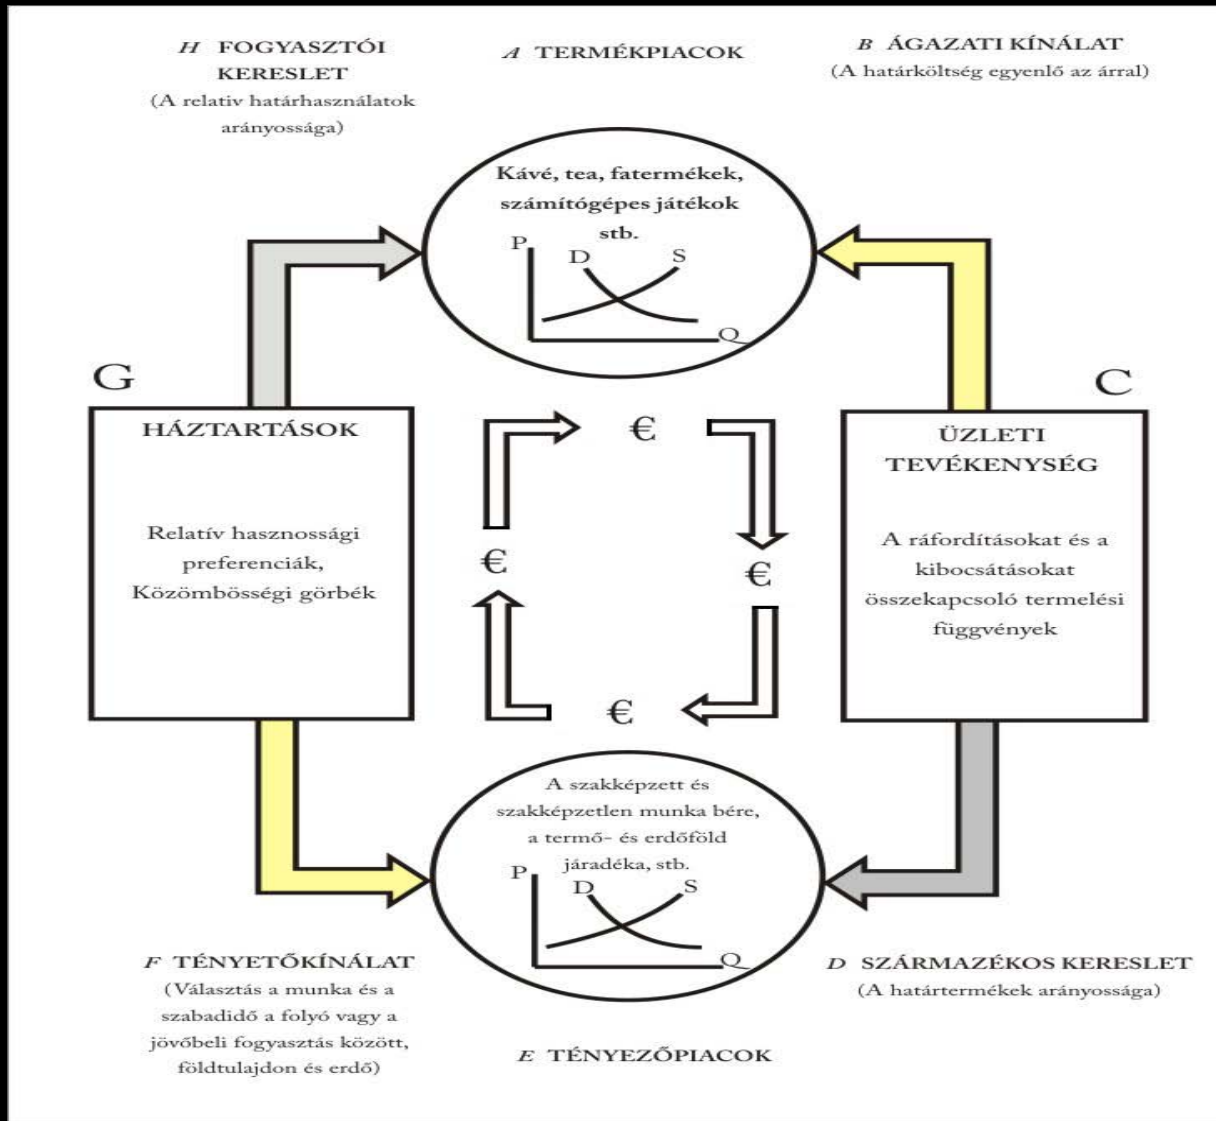 H FOGYASZTÓI
KERESLET
(A relativ határhasználatok
arányossága)
A TERMÉKPIACOK
B ÁGAZATI KÍNÁLAT
(A határköltség egyenlő az árral)
Kávé, tea, fatermékek,
számítógépes játékok
stb.
P
D
S
Q
G
C
HÁZTARTÁSOK
Relatív hasznossági
preferenciák,
Közömbösségi görbék
€
€
€
€
ÜZLETI
TEVÉKENYSÉG
A ráfordításokat és a
kibocsátásokat
összekapcsoló termelési
függvények
A szakképzett és
szakképzetlen munka bére,
a termő- és erdőföld
járadéka, stb.
P
D
S
Q
F TÉNYETŐKÍNÁLAT
(Választás a munka és a
szabadidő a folyó vagy a
jövőbeli fogyasztás között,
földtulajdon és erdő)
E TÉNYEZŐPIACOK
D SZÁRMAZÉKOS KERESLET
(A határtermékek arányossága)